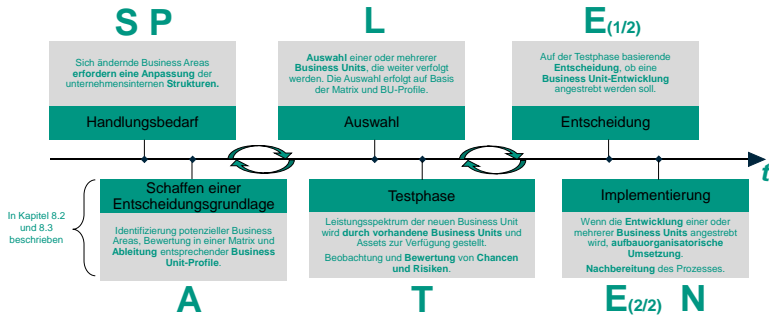 S P
L
E(1/2)
Sich ändernde Business Areas
erfordern eine Anpassung der
unternehmensinternen Strukturen.
Handlungsbedarf
Auswahl einer oder mehrerer
Business Units, die weiter verfolgt
werden. Die Auswahl erfolgt auf Basis
der Matrix und BU-Profile.
Auswahl
Auf der Testphase basierende
Entscheidung, ob eine
Business Unit-Entwicklung
angestrebt werden soll.
Entscheidung
t
In Kapitel 8.2
und 8.3
beschrieben
Schaffen einer
Entscheidungsgrundlage
Identifizierung potenzieller Business
Areas, Bewertung in einer Matrix und
Ableitung entsprechender Business
Unit-Profile.
Testphase
Leistungsspektrum der neuen Business Unit
wird durch vorhandene Business Units und
Assets zur Verfügung gestellt.
Beobachtung und Bewertung von Chancen
und Risiken.
Implementierung
Wenn die Entwicklung einer oder
mehrerer Business Units angestrebt
wird, aufbauorganisatorische
Umsetzung.
Nachbereitung des Prozesses.
A
T
E(2/2) N